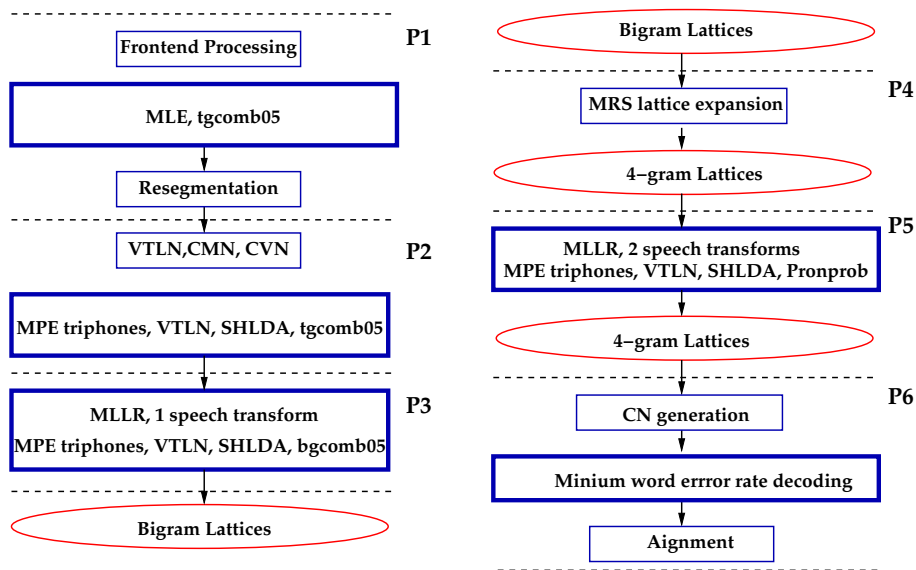 P1
Frontend Processing
MLE, tgcomb05
Resegmentation
P2
VTLN,CMN, CVN
MPE triphones, VTLN, SHLDA, tgcomb05
P3
MLLR, 1 speech transform
MPE triphones, VTLN, SHLDA, bgcomb05
Bigram Lattices
Bigram Lattices
P4
MRS lattice expansion
4−gram Lattices
P5
MLLR, 2 speech transforms
MPE triphones, VTLN, SHLDA, Pronprob
4−gram Lattices
P6
CN generation
Minium word errror rate decoding
Aignment